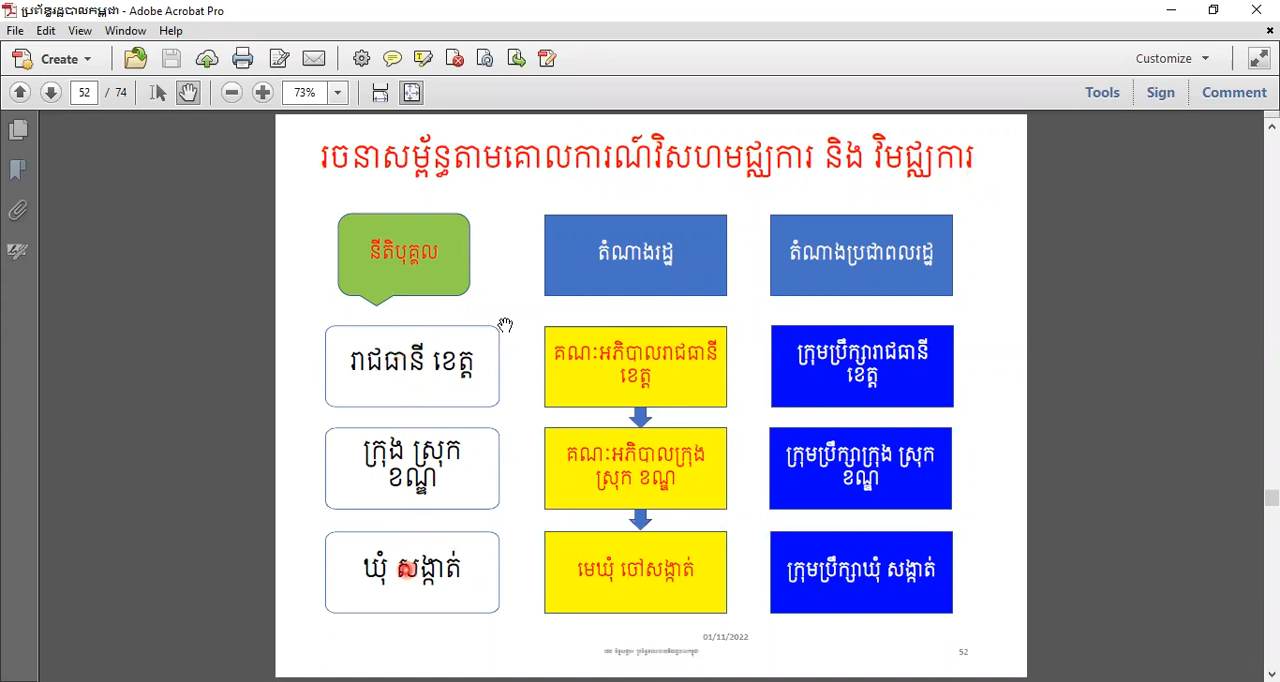 ប្រព័ន្ធរដ្ឋបាលកម្ពុជា - Adobe Acrobat Pro
File Edit View Window Help
Create Customize
52 / 74 73% Tools Sign Comment
រចនាសម្ព័ន្ធតាមគោលការណ៍វិសហមជ្ឈការ និង វិមជ្ឈការ
នីតិបុគ្គល
តំណាងរដ្ឋ
តំណាងប្រជាពលរដ្ឋ
រាជធានី ខេត្ត
គណៈអភិបាលរាជធានី
ខេត្ត
ក្រុមប្រឹក្សារាជធានី
ខេត្ត
ក្រុង ស្រុក
ខណ្ឌ
គណៈអភិបាលក្រុង
ស្រុក ខណ្ឌ
ក្រុមប្រឹក្សាក្រុង ស្រុក
ខណ្ឌ
ឃុំ សង្កាត់
មេឃុំ ចៅសង្កាត់
ក្រុមប្រឹក្សាឃុំ សង្កាត់
01/11/2022
52